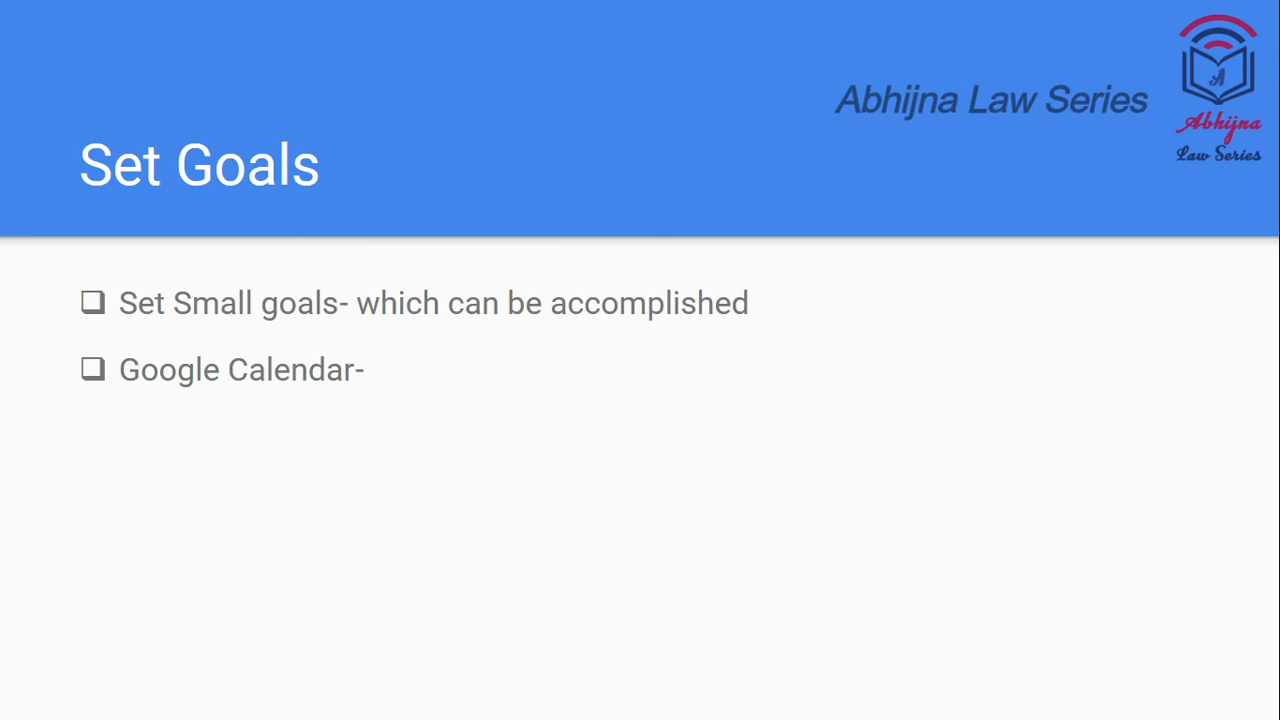 Abhijna Law Series
A
Abhijna
Law Series
Set Goals
Set Small goals- which can be accomplished
Google Calendar-